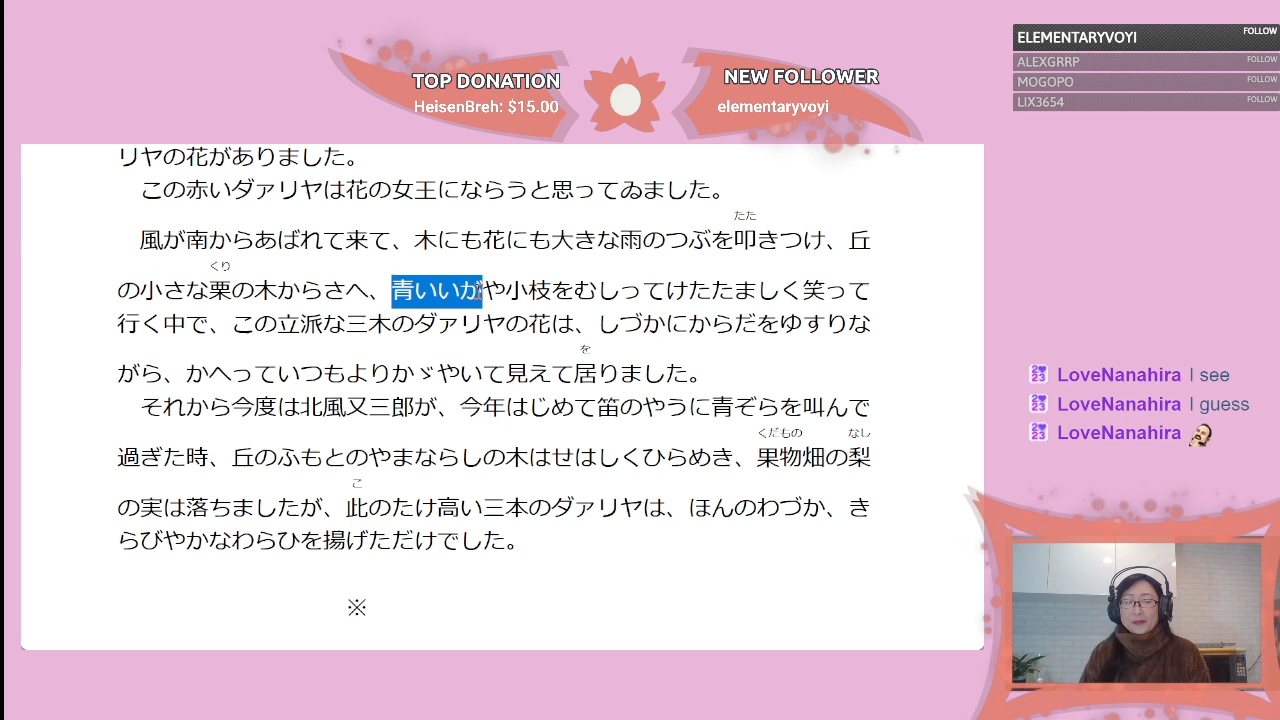 TOP DONATION
HeisenBreh: $15.00
NEW FOLLOWER
elementaryvoyi
ELEMENTARYVOYI FOLLOW
ALEXGRRP FOLLOW
MOGOPO FOLLOW
LIX3654 FOLLOW
リヤの花がありました。
この赤いダァリヤは花の女王にならうと思ってゐました。
たた
風が南からあばれて来て、木にも花にも大きな雨のつぶを叩きつけ、丘
くり
の小さな栗の木からさへ、青いいがや小枝をむしってけたたましく笑って
行く中で、この立派な三木のダァリヤの花は、しづかにからだをゆすりな
を
がら、かへっていつもよりかゞやいて見えて居りました。
それから今度は北風又三郎が、今年はじめて笛のやうに青ぞらを叫んで
くだもの なし
過ぎた時、丘のふもとのやまならしの木はせはしくひらめき、果物畑の梨
こ
の実は落ちましたが、此のたけ高い三本のダァリヤは、ほんのわづか、き
らびやかなわらひを揚げただけでした。
※
LoveNanahira I see
LoveNanahira I guess
LoveNanahira